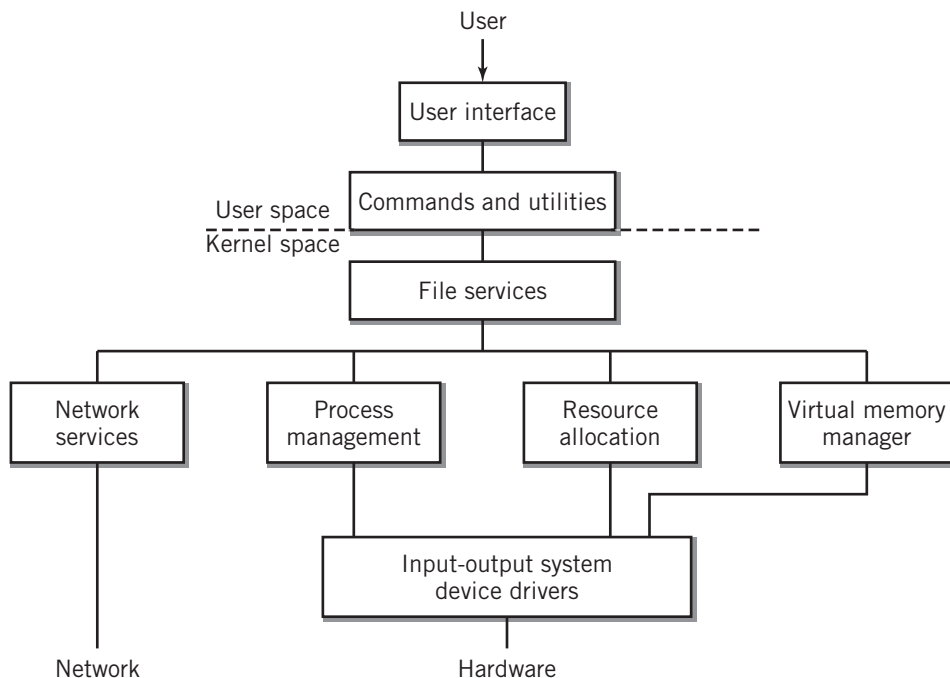 User
User interface
Commands and utilities
User space
Kernel space
File services
Network
services
Process
management
Resource
allocation
Virtual memory
manager
Input-output system
device drivers
Network
Hardware